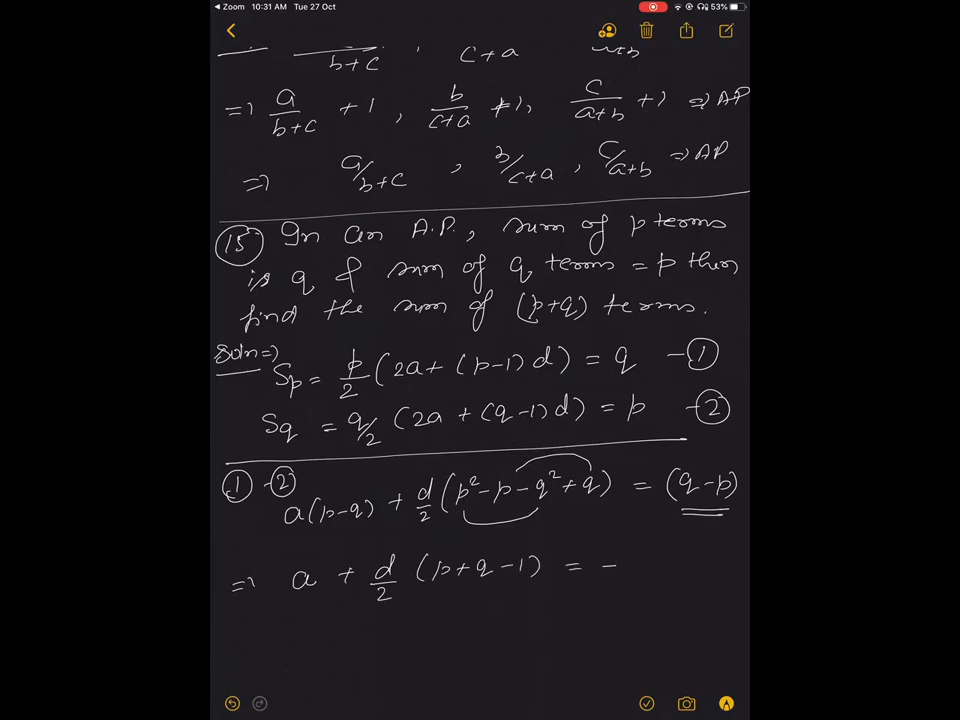 Zoom 10:31 AM Tue 27 Oct 53%
b+c , c+a a+b
=> a/(b+c) + 1 , b/(c+a) + 1, c/(a+b) + 1 => AP
=> a/b+c , b/c+a , c/a+b => AP
15 In an A.P., sum of p terms
is q & sum of q terms = p then
find the sum of (p+q) terms.
Soln => Sp = p/2 (2a + (p-1)d) = q - 1
Sq = q/2 (2a + (q-1)d) = p - 2
1 - 2
a(p-q) + d/2 (p² - p - q² + q) = (q-p)
=> a + d/2 (p+q-1) = -